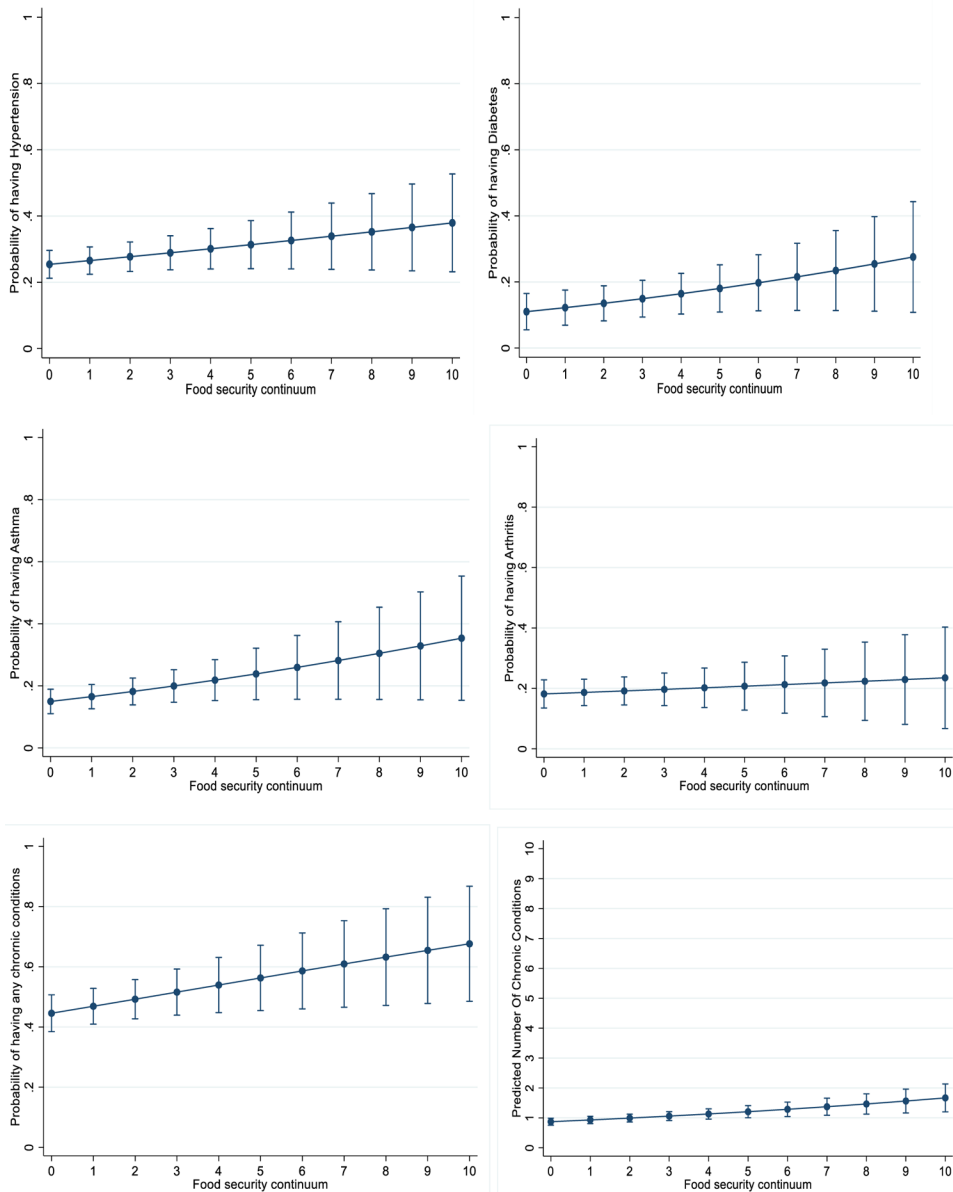 Probability of having Hypertension
1
.8
.6
.4
.2
0
0 1 2 3 4 5 6 7 8 9 10
Food security continuum
Probability of having Diabetes
1
.8
.6
.4
.2
0
0 1 2 3 4 5 6 7 8 9 10
Food security continuum
Probability of having Asthma
1
.8
.6
.4
.2
0
0 1 2 3 4 5 6 7 8 9 10
Food security continuum
Probability of having Arthritis
1
.8
.6
.4
.2
0
0 1 2 3 4 5 6 7 8 9 10
Food security continuum
Probability of having any chromic conditions
1
.8
.6
.4
.2
0
0 1 2 3 4 5 6 7 8 9 10
Food security continuum
Predicted Number Of Chronic Conditions
10
9
8
7
6
5
4
3
2
1
0
0 1 2 3 4 5 6 7 8 9 10
Food security continuum